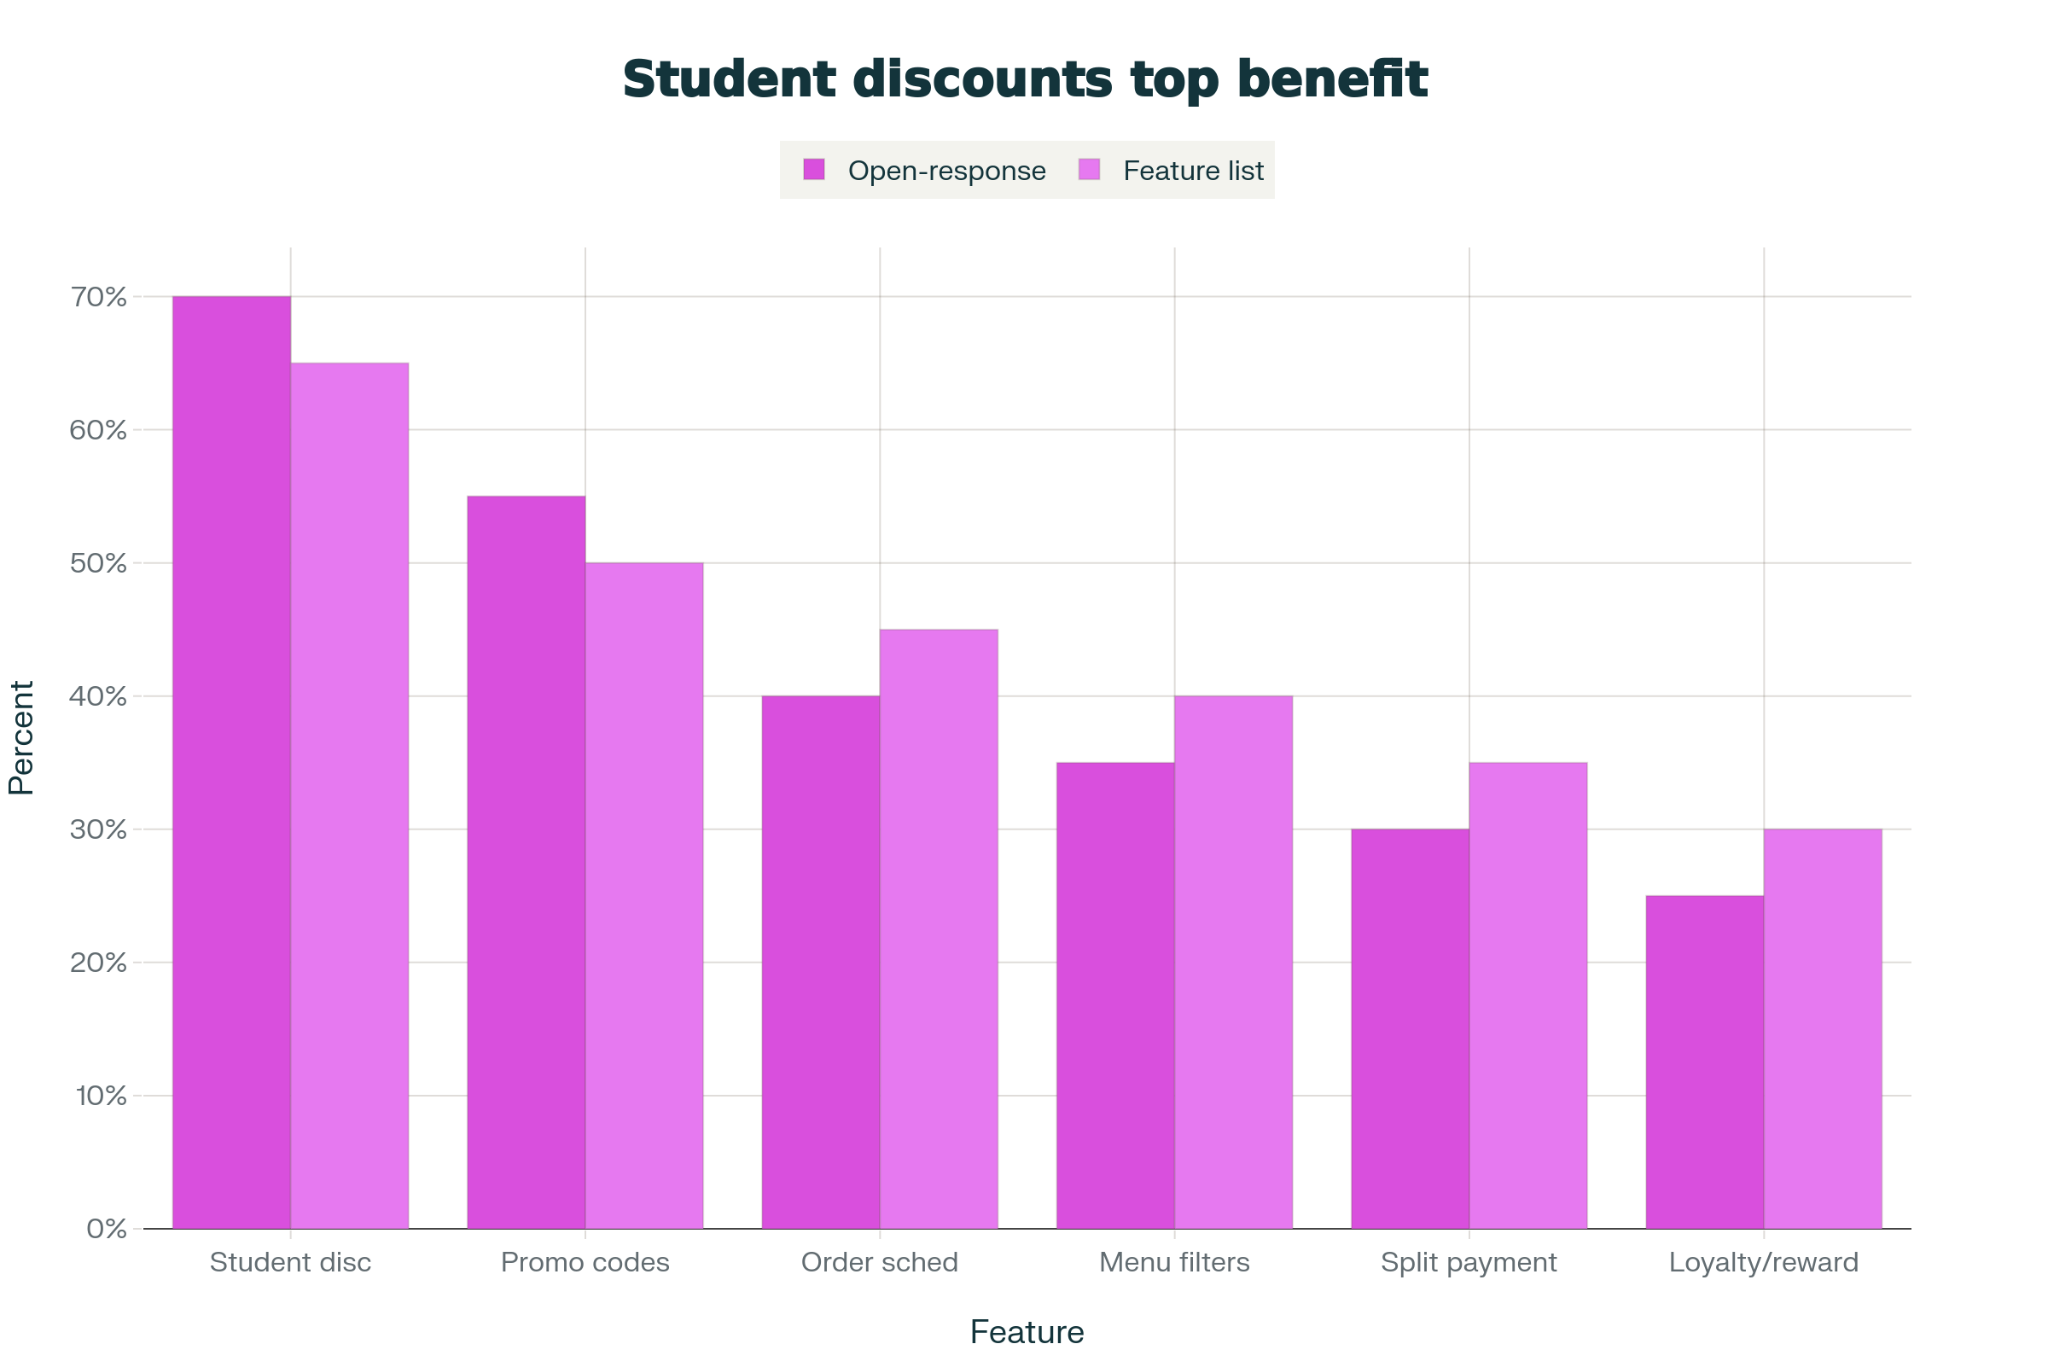 Student discounts top benefit
Open-response Feature list
70%
60%
50%
40%
30%
20%
10%
0%
Percent
Student disc Promo codes Order sched Menu filters Split payment Loyalty/reward
Feature